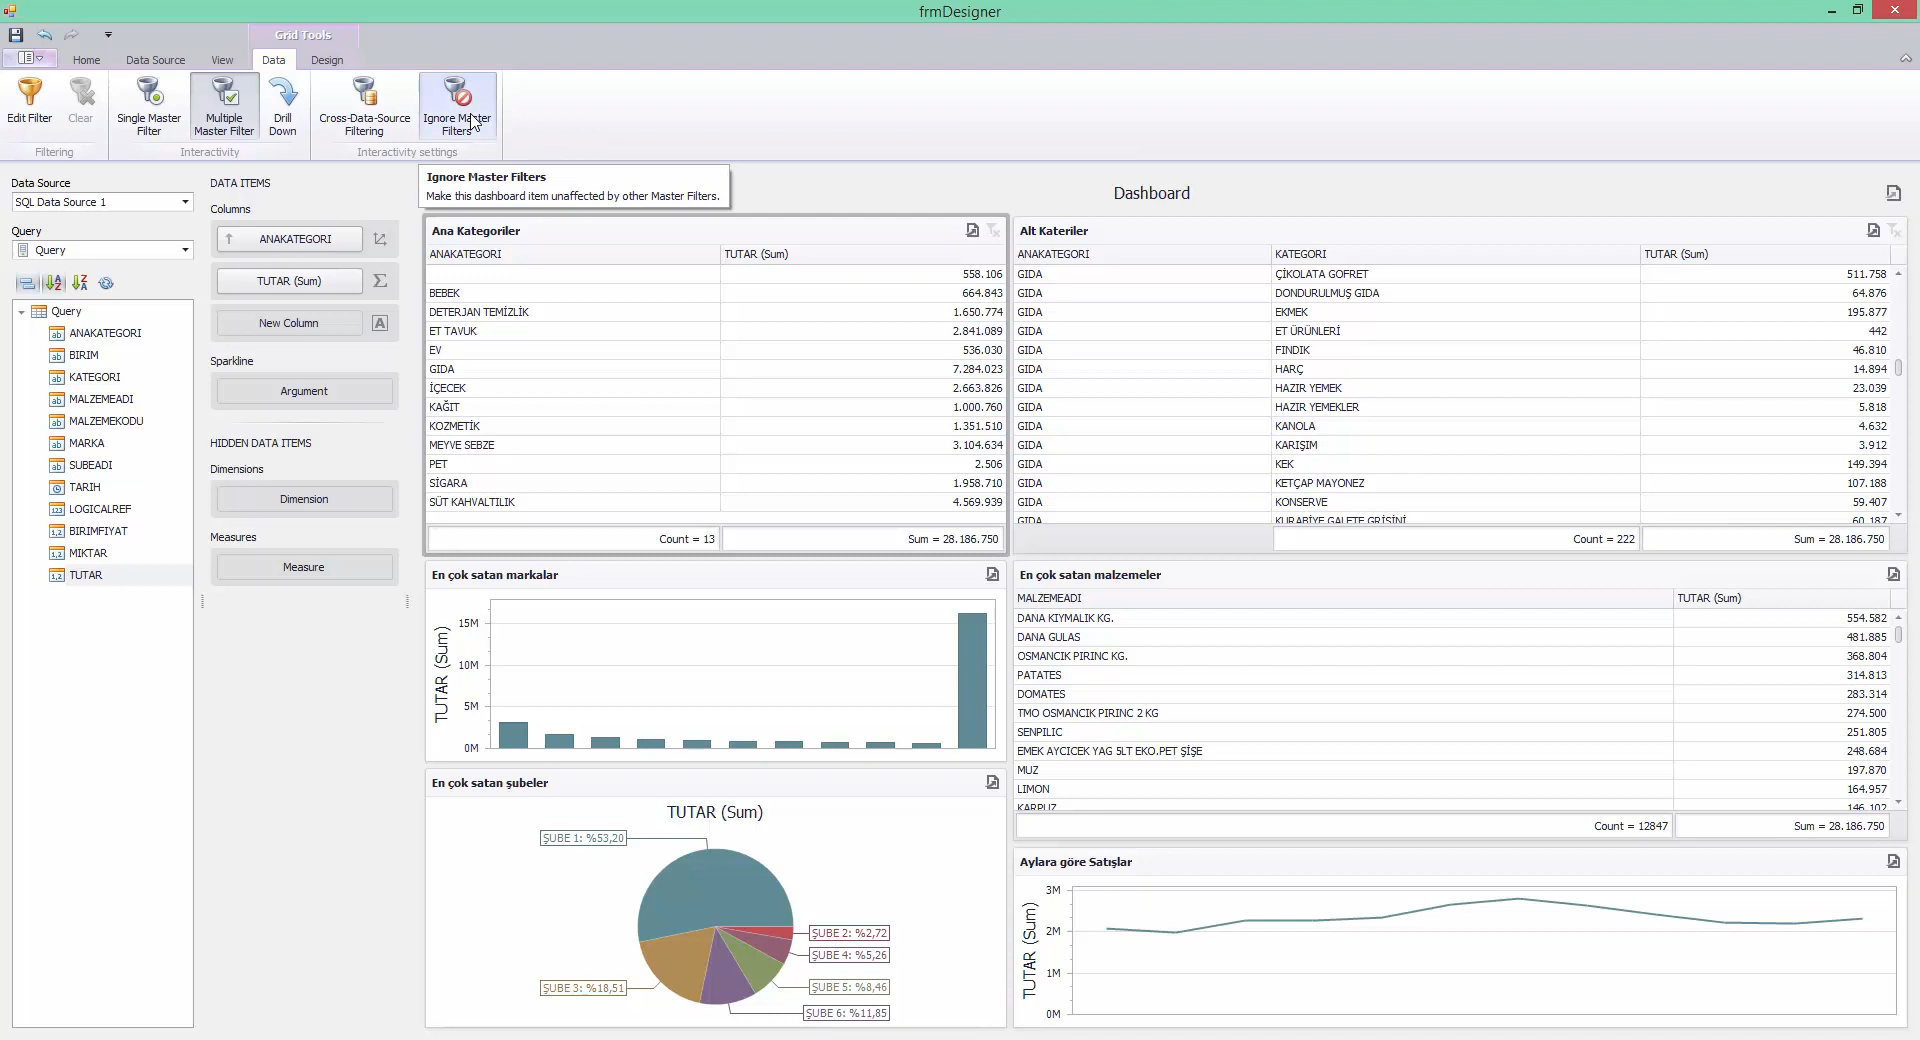 frmDesigner
Grid Tools
Home Data Source View Data Design
Edit Filter Clear Single Master Filter Multiple Master Filter Drill Down Cross-Data-Source Filtering Ignore Master Filters
Filtering Interactivity Interactivity settings
Ignore Master Filters
Make this dashboard item unaffected by other Master Filters.
Data Source
SQL Data Source 1
Query
Query
Query
ANAKATEGORI
BIRIM
KATEGORI
MALZEMEADI
MALZEMEKODU
MARKA
SUBEADI
TARIH
LOGICALREF
BIRIMFIYAT
MIKTAR
TUTAR
DATA ITEMS
Columns
ANAKATEGORI
TUTAR (Sum)
New Column
Sparkline
Argument
HIDDEN DATA ITEMS
Dimensions
Dimension
Measures
Measure
Dashboard
Ana Kategoriler
ANAKATEGORI TUTAR (Sum)
558.106
BEBEK 664.843
DETERJAN TEMİZLİK 1.650.774
ET TAVUK 2.841.089
EV 536.030
GIDA 7.284.023
İÇECEK 2.663.826
KAĞIT 1.000.760
KOZMETİK 1.351.510
MEYVE SEBZE 3.104.634
PET 2.506
SİGARA 1.958.710
SÜT KAHVALTILIK 4.569.939
Count = 13 Sum = 28.186.750
Alt Kateriler
ANAKATEGORI KATEGORI TUTAR (Sum)
GIDA ÇİKOLATA GOFRET 511.758
GIDA DONDURULMUŞ GIDA 64.876
GIDA EKMEK 195.877
GIDA ET ÜRÜNLERİ 442
GIDA FINDIK 46.810
GIDA HARÇ 14.894
GIDA HAZIR YEMEK 23.039
GIDA HAZIR YEMEKLER 5.818
GIDA KANOLA 4.632
GIDA KARIŞIM 3.912
GIDA KEK 149.394
GIDA KETÇAP MAYONEZ 107.188
GIDA KONSERVE 59.407
GIDA KURABİYE GALETE GRİSİNİ 60.187
Count = 222 Sum = 28.186.750
En çok satan markalar
TUTAR (Sum)
15M
10M
5M
0M
En çok satan malzemeler
MALZEMEADI TUTAR (Sum)
DANA KIYMALIK KG. 554.582
DANA GULAS 481.885
OSMANCIK PIRINC KG. 368.804
PATATES 314.813
DOMATES 283.314
TMO OSMANCIK PIRINC 2 KG 274.500
SENPILIC 251.805
EMEK AYCICEK YAG 5LT EKO.PET ŞİŞE 248.684
MUZ 197.870
LIMON 164.957
KARPUZ 146.102
Count = 12847 Sum = 28.186.750
En çok satan şubeler
TUTAR (Sum)
ŞUBE 1: %53,20
ŞUBE 2: %2,72
ŞUBE 4: %5,26
ŞUBE 3: %18,51
ŞUBE 5: %8,46
ŞUBE 6: %11,85
Aylara göre Satışlar
TUTAR (Sum)
3M
2M
1M
0M